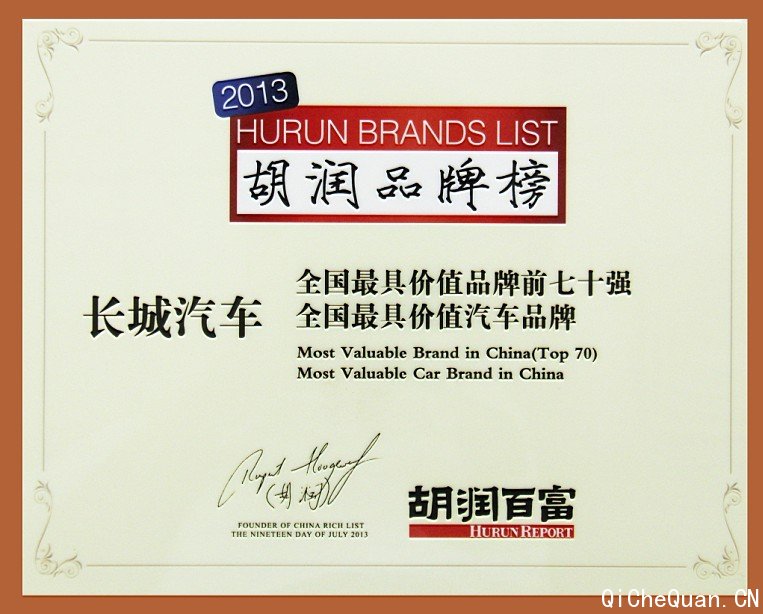 2013
HURUN BRANDS LIST
胡润品牌榜
长城汽车
全国最具价值品牌前七十强
全国最具价值汽车品牌
Most Valuable Brand in China(Top 70)
Most Valuable Car Brand in China
(胡润)
FOUNDER OF CHINA RICH LIST
THE NINETEEN DAY OF JULY 2013
胡润百富
HURUN REPORT
QiCheQuan.CN